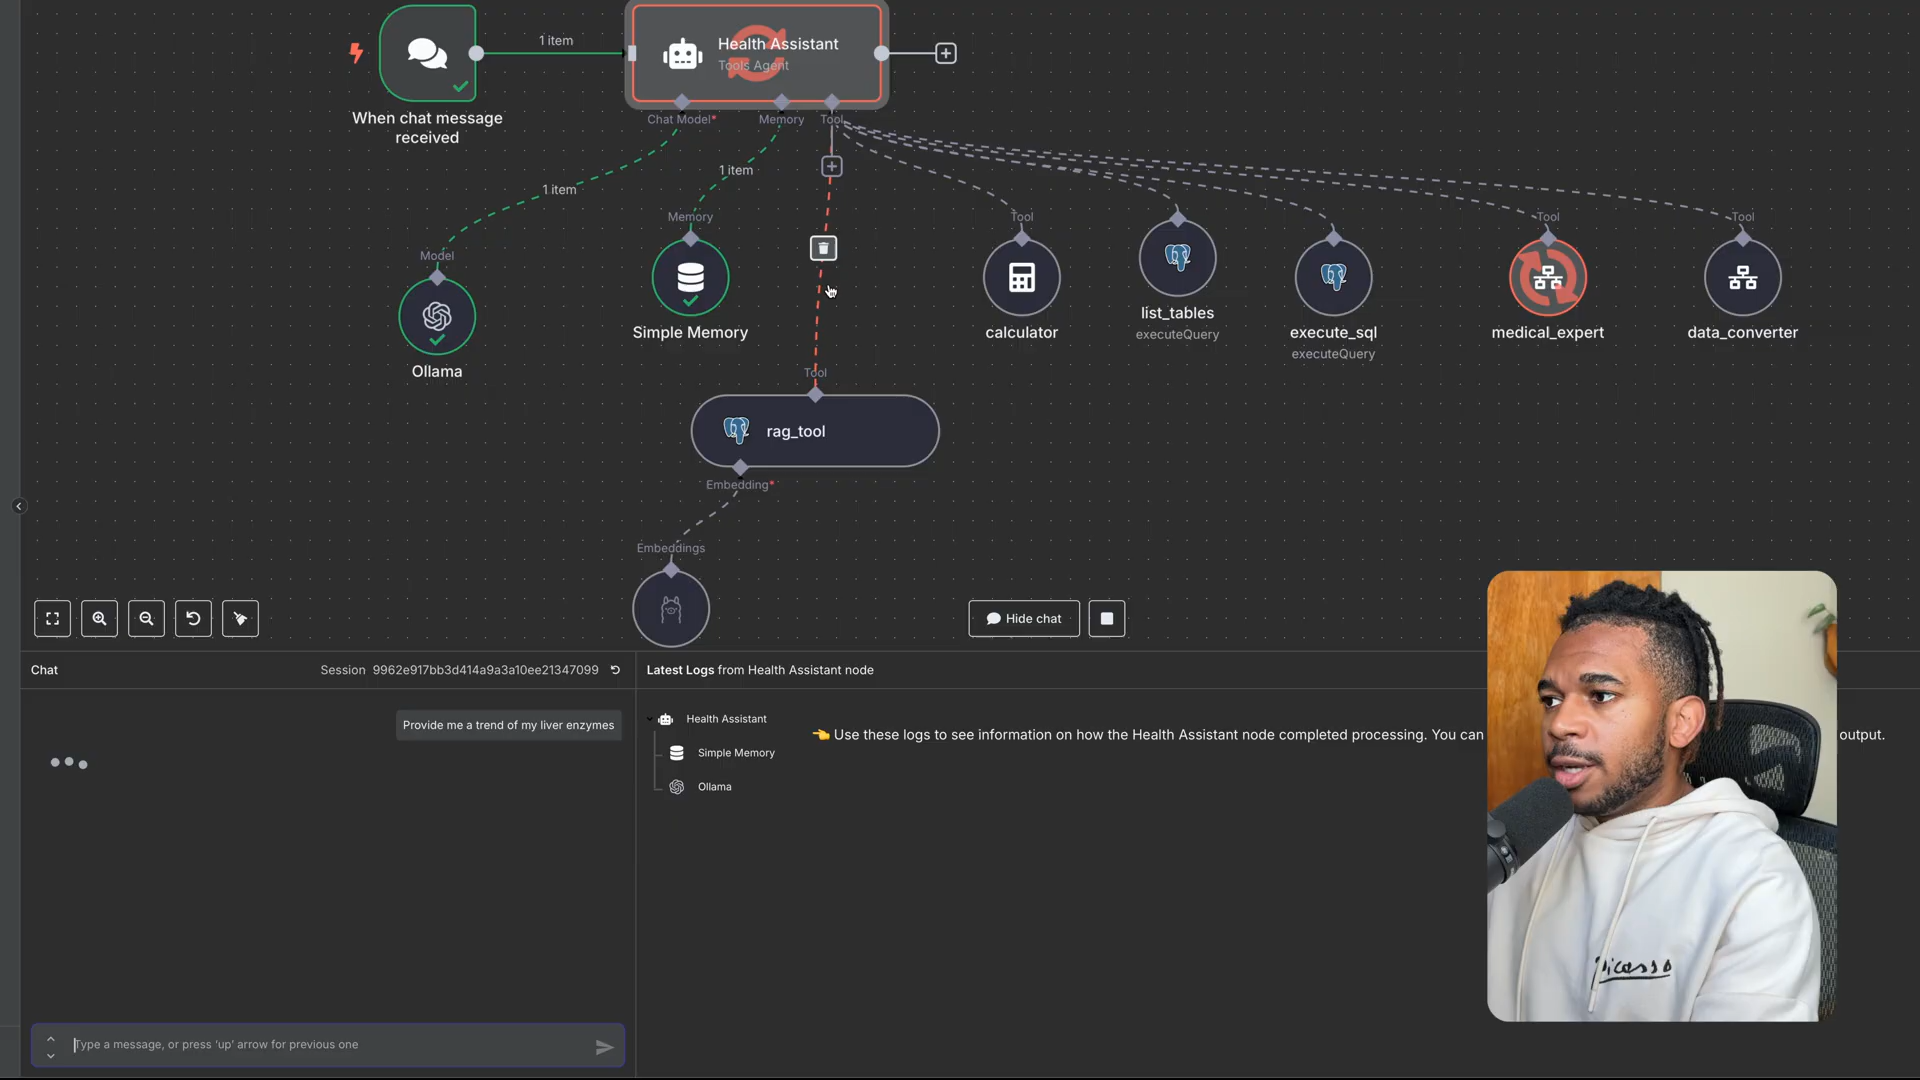 1 item
Health Assistant
Tools Agent
When chat message
received
Chat Model*
Memory
Tool
1 item
1 item
Memory
Tool
Tool
Tool
Model
Simple Memory
calculator
list_tables
executeQuery
execute_sql
executeQuery
medical_expert
data_converter
Ollama
Tool
rag_tool
Embedding*
Embeddings
Hide chat
Chat
Session 9962e917bb3d414a9a3a10ee21347099
Latest Logs from Health Assistant node
Provide me a trend of my liver enzymes
Health Assistant
Simple Memory
Ollama
👈 Use these logs to see information on how the Health Assistant node completed processing. You can
output.
Picasso
Type a message, or press 'up' arrow for previous one